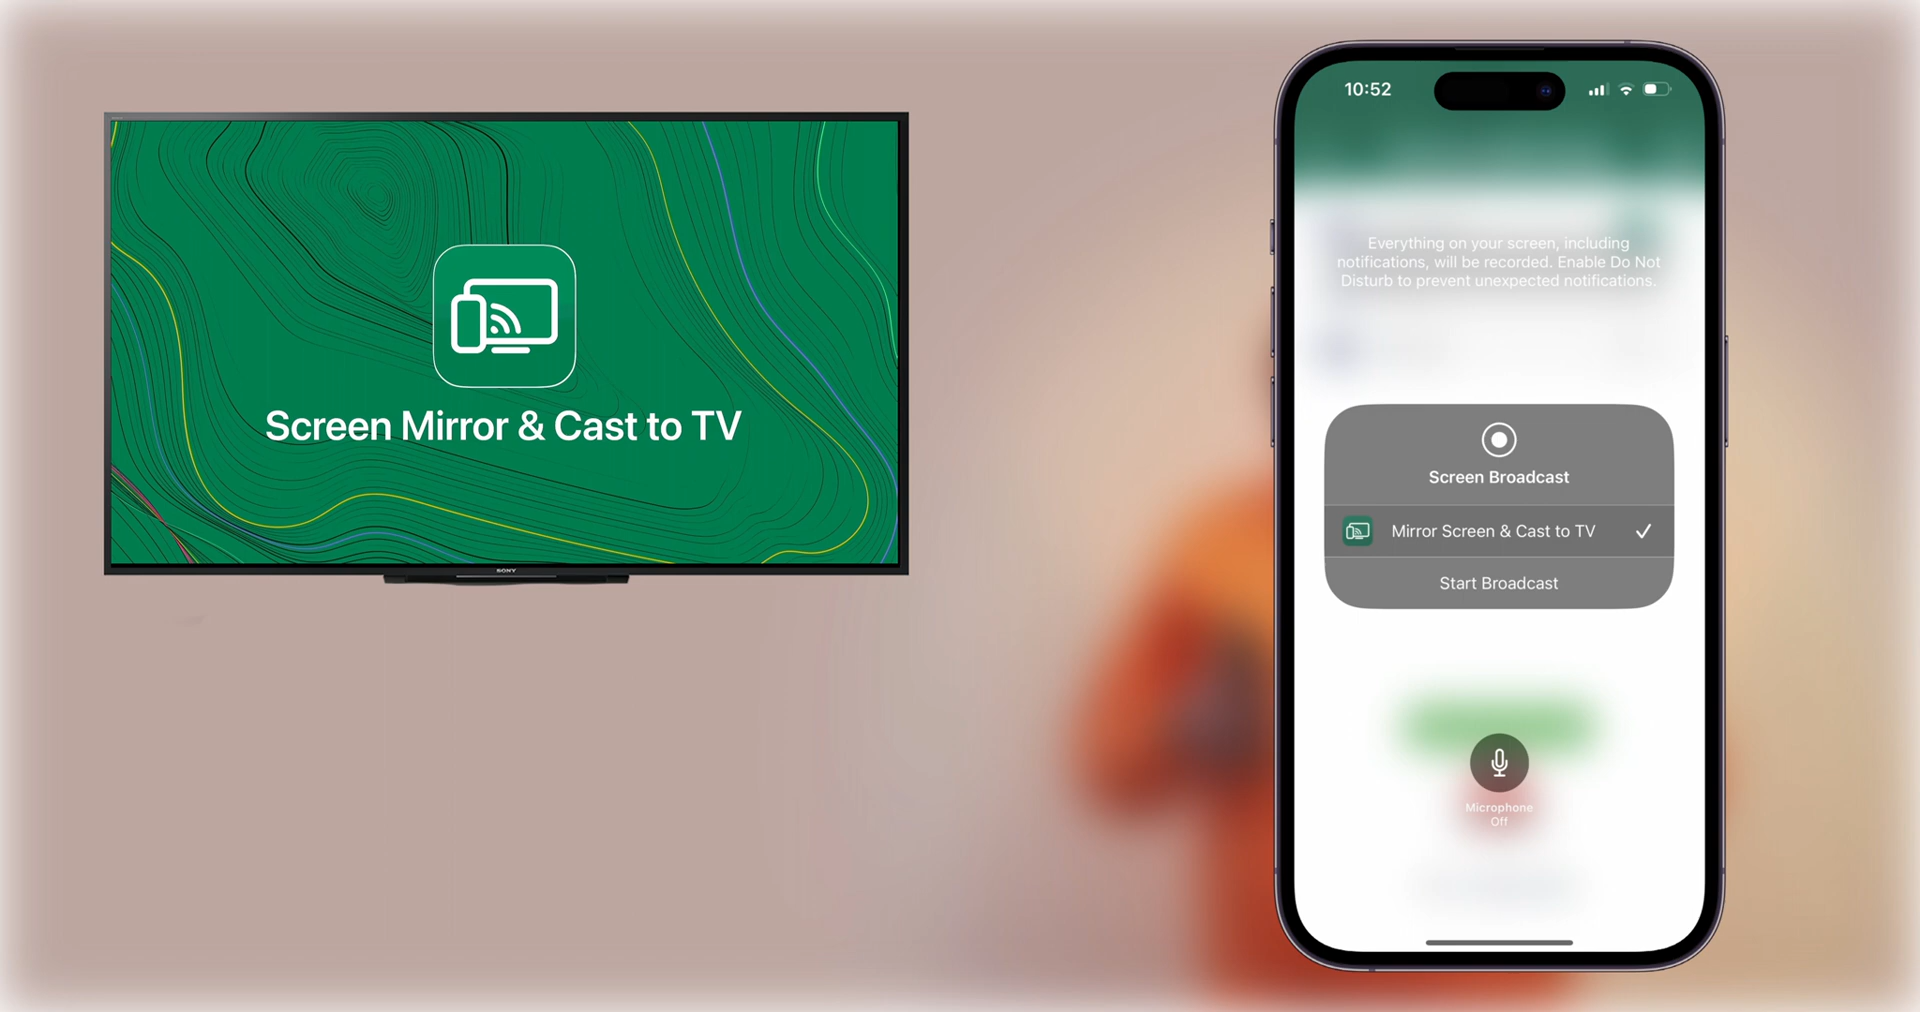 Screen Mirror & Cast to TV
SONY
10:52
Everything on your screen, including
notifications, will be recorded. Enable Do Not
Disturb to prevent unexpected notifications.
Screen Broadcast
Mirror Screen & Cast to TV
Start Broadcast
Microphone
Off